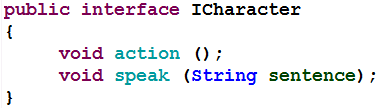 public interface ICharacter
{
void action ();
void speak (String sentence);
}